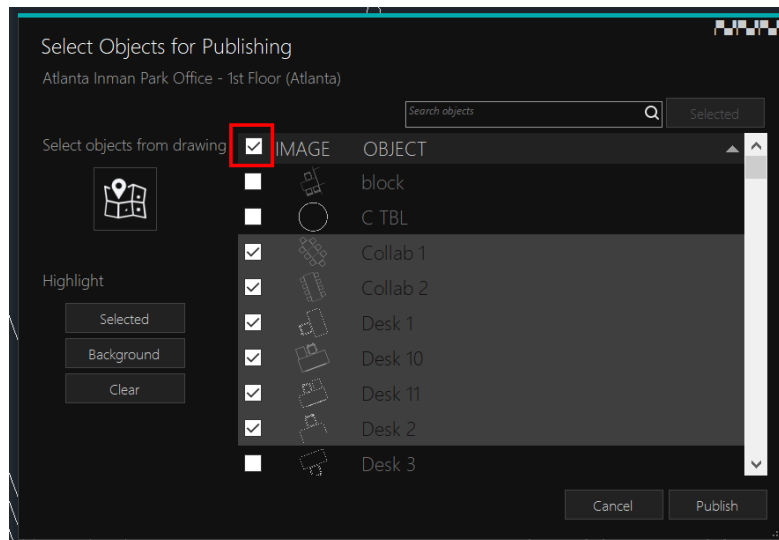 Select Objects for Publishing
Atlanta Inman Park Office - 1st Floor (Atlanta)
Search objects
Selected
Select objects from drawing
IMAGE OBJECT
block
C TBL
Collab 1
Collab 2
Desk 1
Desk 10
Desk 11
Desk 2
Desk 3
Highlight
Selected
Background
Clear
Cancel Publish